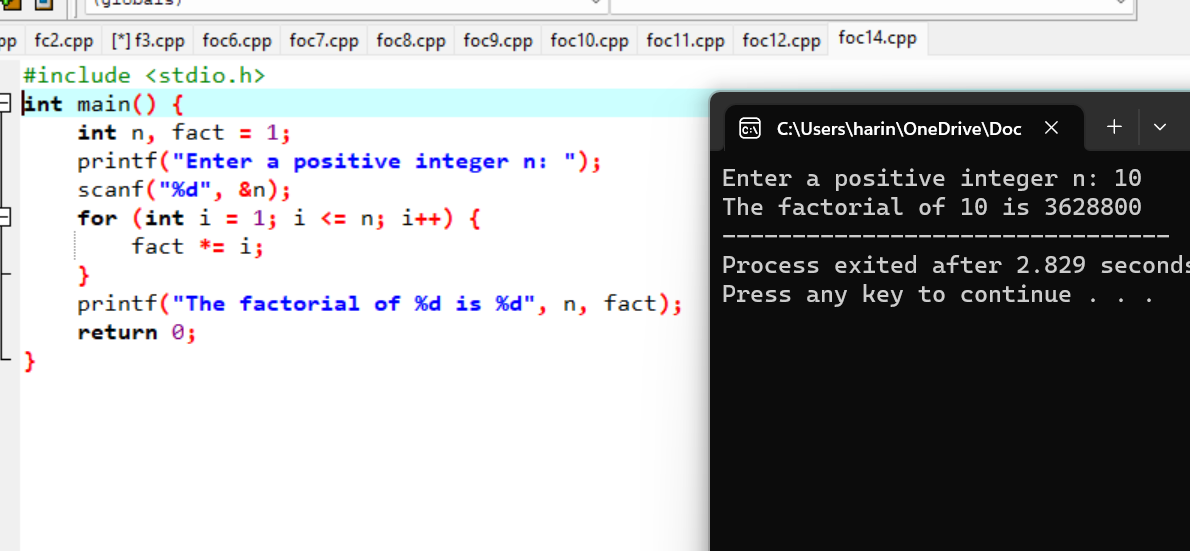 (globals)
pp fc2.cpp [*] f3.cpp foc6.cpp foc7.cpp foc8.cpp foc9.cpp foc10.cpp foc11.cpp foc12.cpp foc14.cpp
#include <stdio.h>
int main() {
int n, fact = 1;
printf("Enter a positive integer n: ");
scanf("%d", &n);
for (int i = 1; i <= n; i++) {
fact *= i;
}
printf("The factorial of %d is %d", n, fact);
return 0;
}
C:\Users\harin\OneDrive\Doc
Enter a positive integer n: 10
The factorial of 10 is 3628800
--------------------------------
Process exited after 2.829 seconds
Press any key to continue . . .